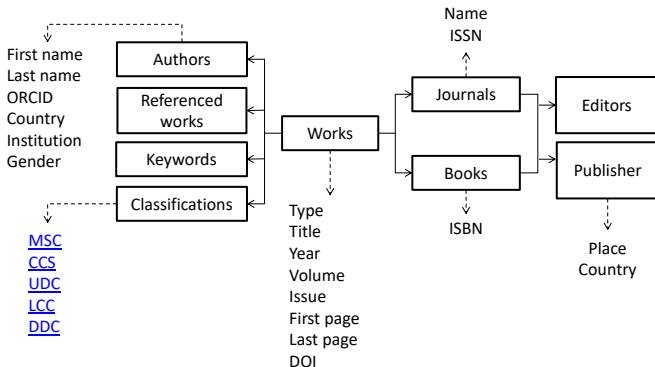 Name
ISSN
First name
Last name
ORCID
Country
Institution
Gender
Authors
Referenced
works
Keywords
Classifications
MSC
CCS
UDC
LCC
DDC
Works
Type
Title
Year
Volume
Issue
First page
Last page
DOI
Journals
Books
ISBN
Editors
Publisher
Place
Country